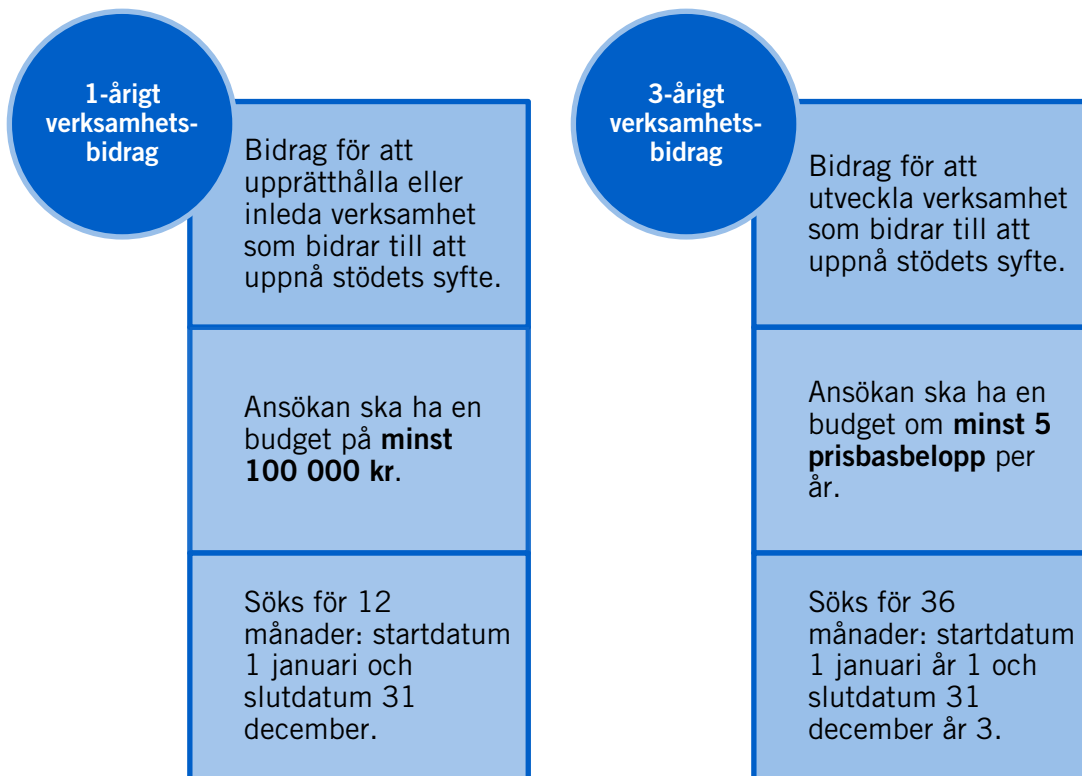 1-årigt
verksamhets-
bidrag
Bidrag för att
upprätthålla eller
inleda verksamhet
som bidrar till att
uppnå stödets syfte.
Ansökan ska ha en
budget på minst
100 000 kr.
Söks för 12
månader: startdatum
1 januari och
slutdatum 31
december.
3-årigt
verksamhets-
bidrag
Bidrag för att
utveckla verksamhet
som bidrar till att
uppnå stödets syfte.
Ansökan ska ha en
budget om minst 5
prisbasbelopp per
år.
Söks för 36
månader: startdatum
1 januari år 1 och
slutdatum 31
december år 3.